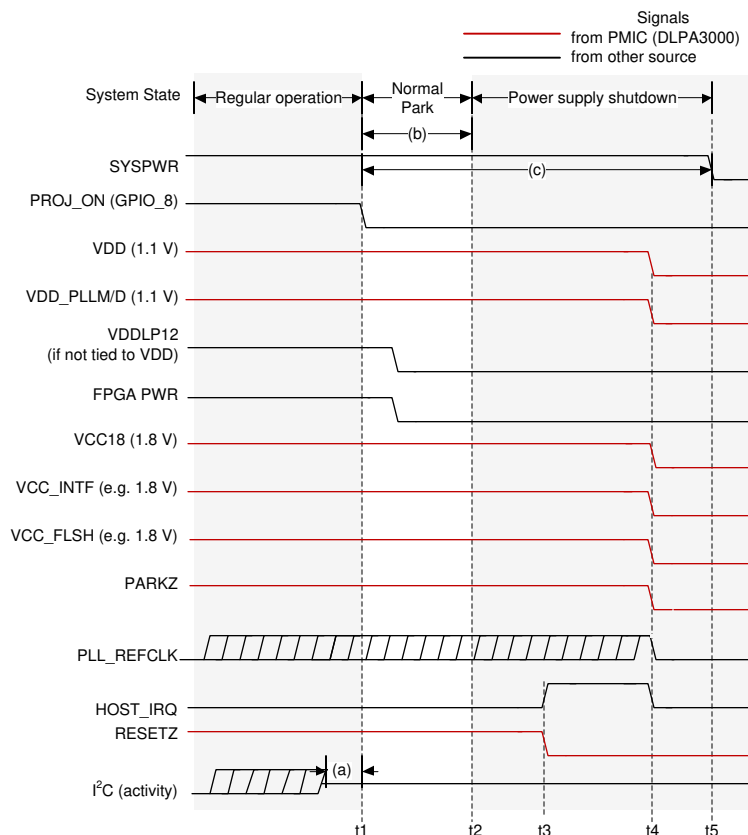 Signals
from PMIC (DLPA3000)
from other source
System State
Regular operation
Normal
Park
Power supply shutdown
(b)
SYSPWR
(c)
PROJ_ON (GPIO_8)
VDD (1.1 V)
VDD_PLLM/D (1.1 V)
VDDLP12
(if not tied to VDD)
FPGA PWR
VCC18 (1.8 V)
VCC_INTF (e.g. 1.8 V)
VCC_FLSH (e.g. 1.8 V)
PARKZ
PLL_REFCLK
HOST_IRQ
RESETZ
(a)
I²C (activity)
t1 t2 t3 t4 t5